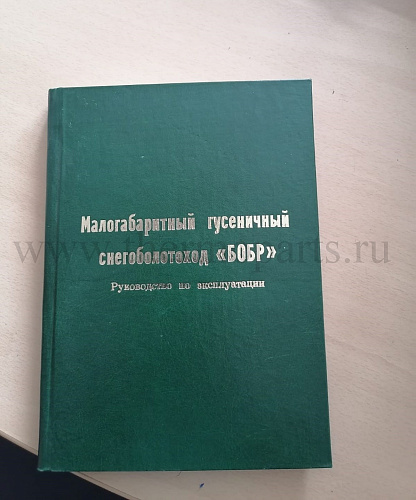 Малогабаритный гусеничный
снегоболотоход «БОБР»
Руководство по эксплуатации